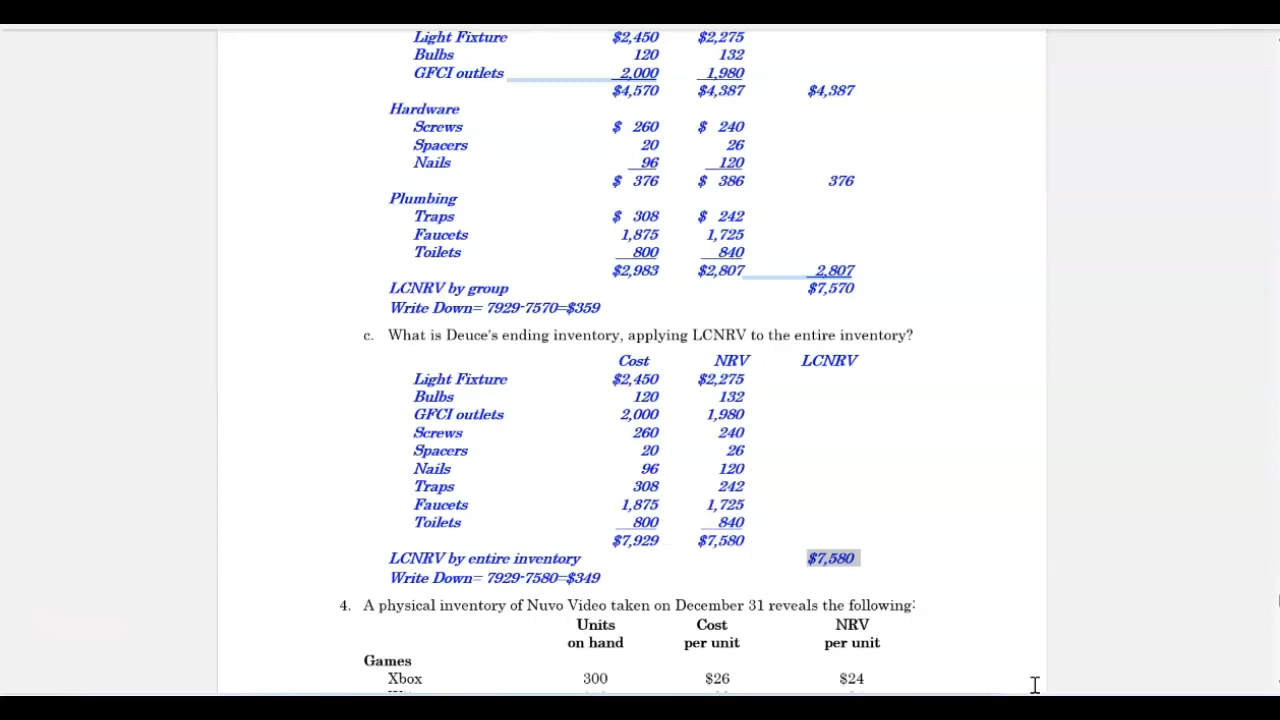 Light Fixture $2,450 $2,275
Bulbs 120 132
GFCI outlets 2,000 1,980
$4,570 $4,387 $4,387
Hardware
Screws $ 260 $ 240
Spacers 20 26
Nails 96 120
$ 376 $ 386 376
Plumbing
Traps $ 308 $ 242
Faucets 1,875 1,725
Toilets 800 840
$2,983 $2,807 2,807
LCNRV by group $7,570
Write Down= 7929-7570=$359
c. What is Deuce's ending inventory, applying LCNRV to the entire inventory?
Cost NRV LCNRV
Light Fixture $2,450 $2,275
Bulbs 120 132
GFCI outlets 2,000 1,980
Screws 260 240
Spacers 20 26
Nails 96 120
Traps 308 242
Faucets 1,875 1,725
Toilets 800 840
$7,929 $7,580
LCNRV by entire inventory $7,580
Write Down= 7929-7580=$349
4. A physical inventory of Nuvo Video taken on December 31 reveals the following:
Units Cost NRV
on hand per unit per unit
Games
Xbox 300 $26 $24